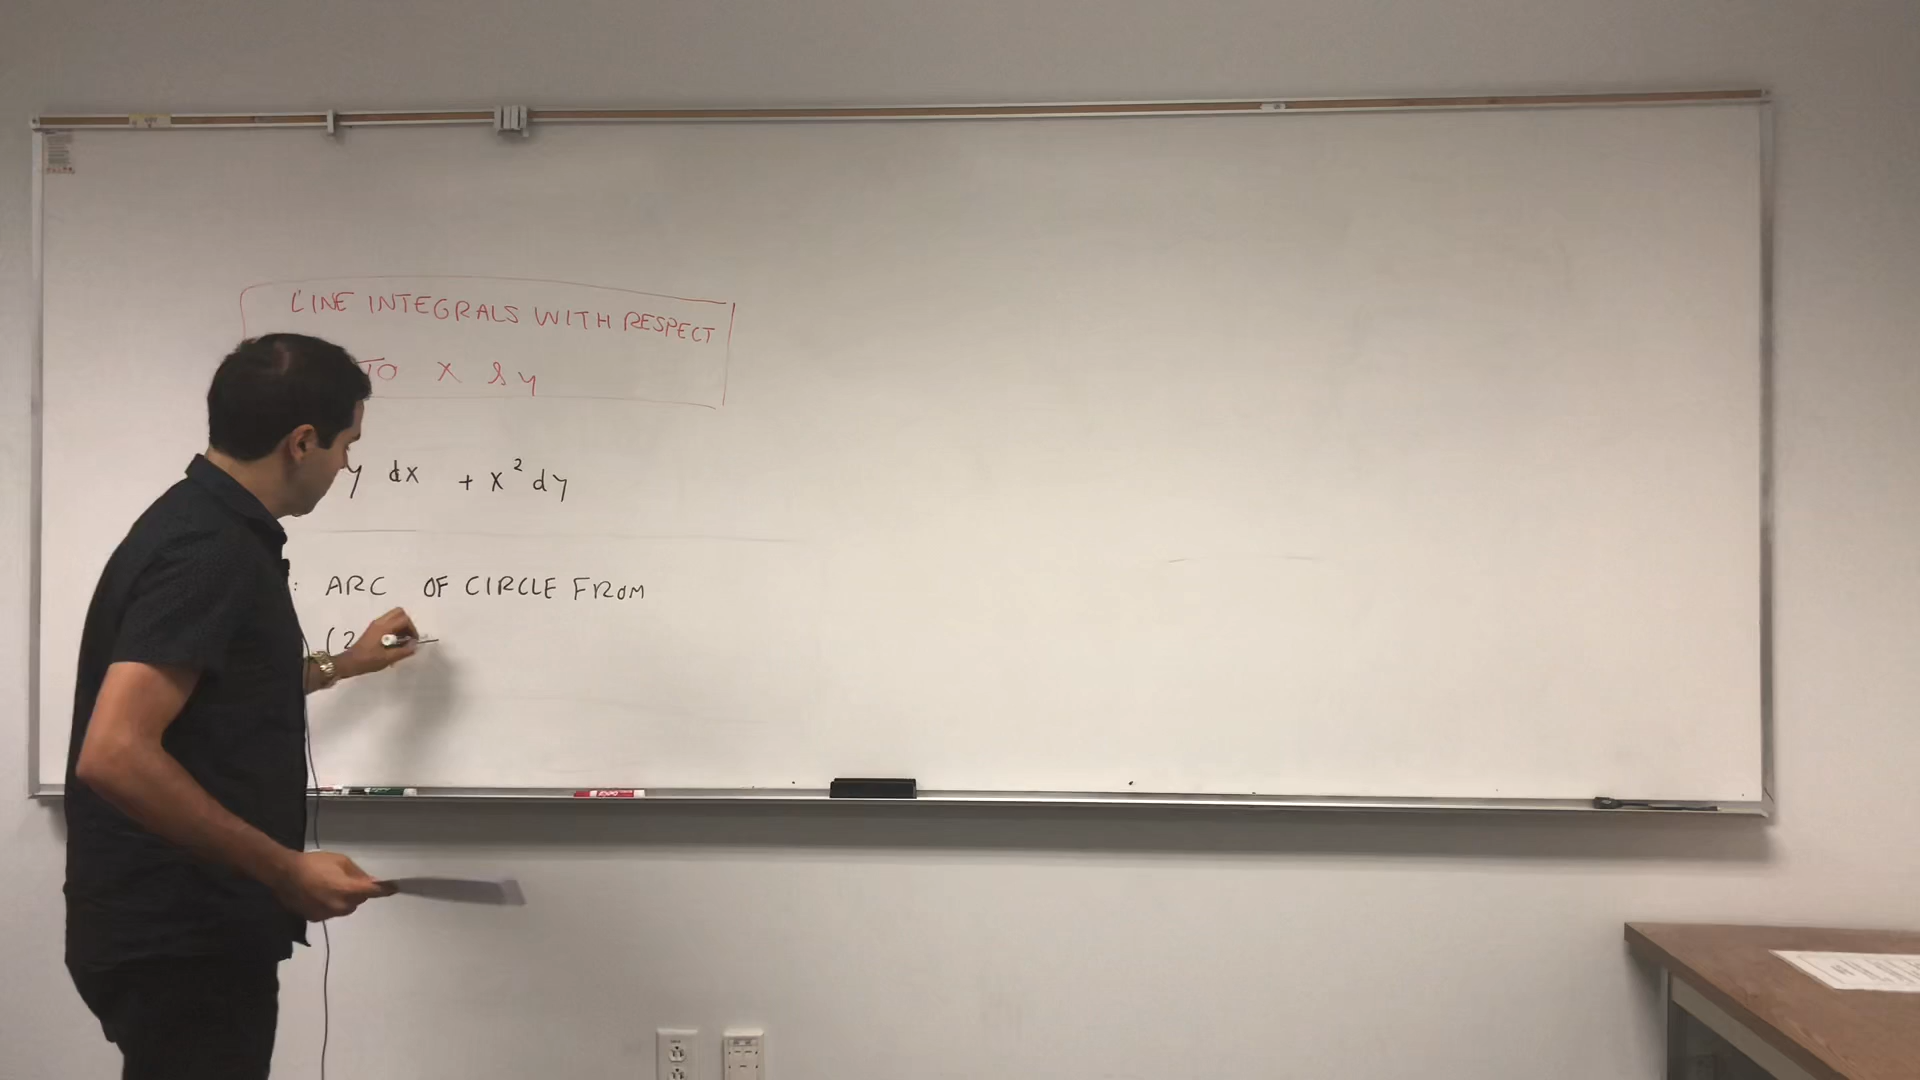 LINE INTEGRALS WITH RESPECT
TO X & y
y dx + x² dy
: ARC OF CIRCLE FROM
(2